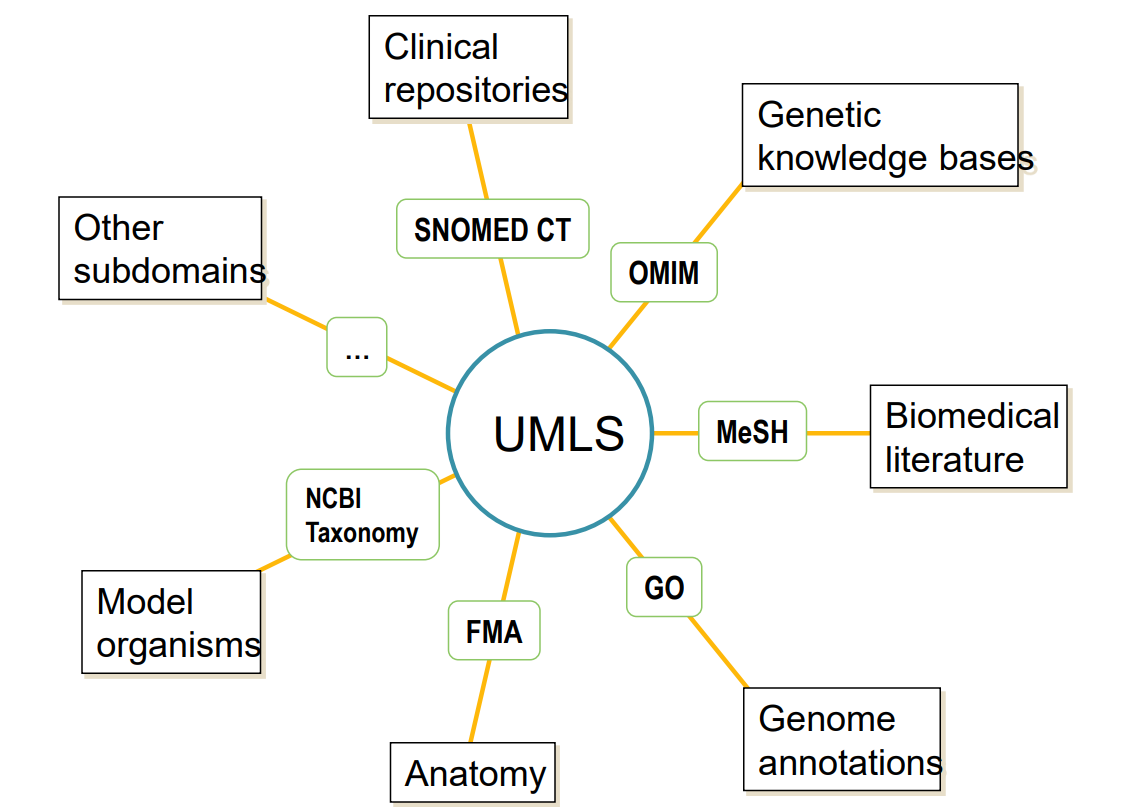 Clinical
repositories
Genetic
knowledge bases
SNOMED CT
Other
subdomains
OMIM
...
UMLS
MeSH
Biomedical
literature
NCBI
Taxonomy
GO
Model
organisms
FMA
Genome
annotations
Anatomy